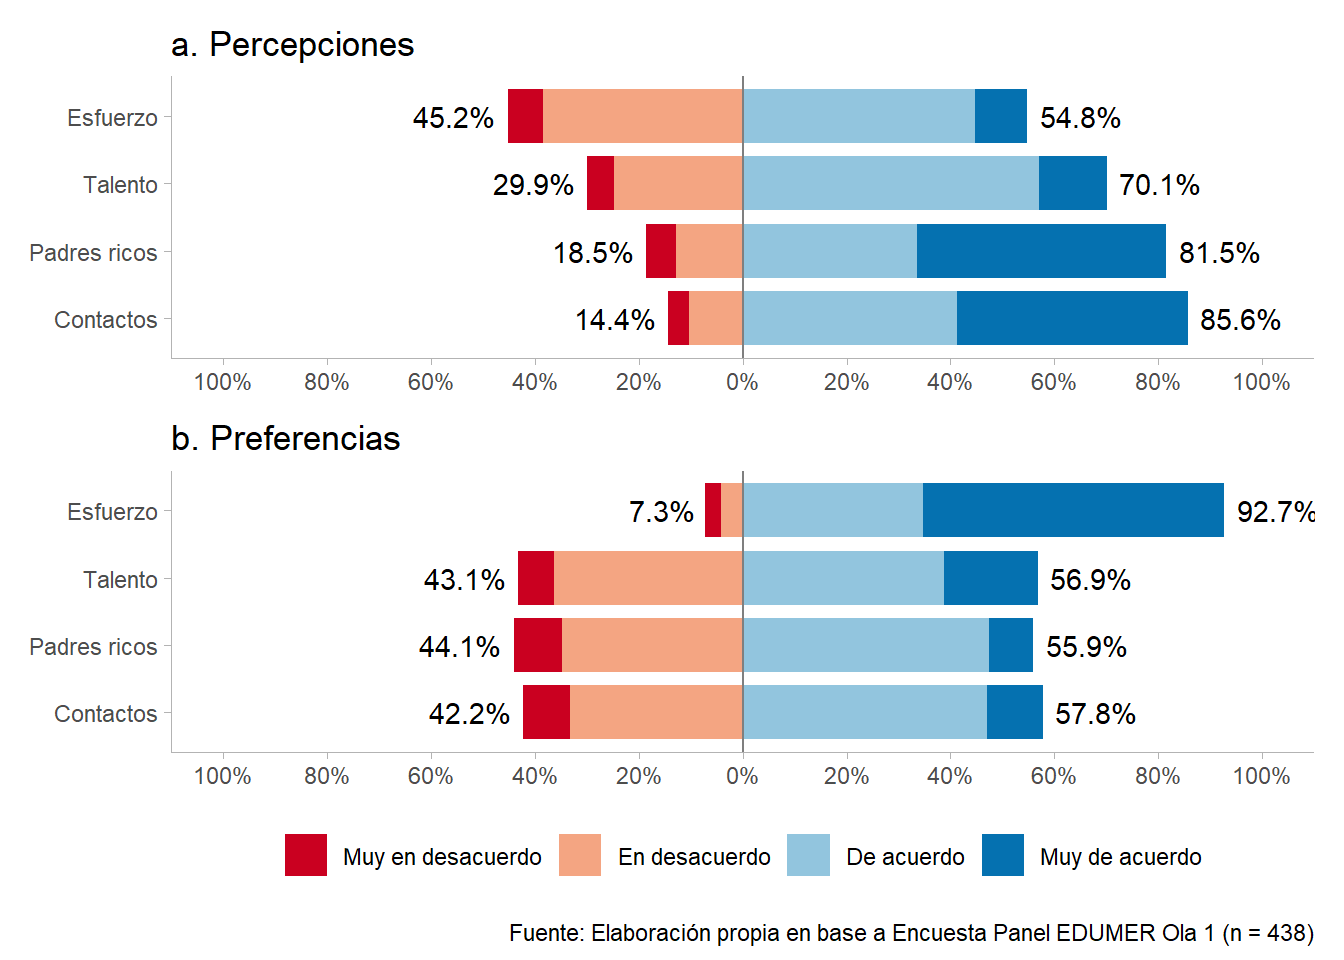 a. Percepciones
Esfuerzo 45.2% 54.8%
Talento 29.9% 70.1%
Padres ricos 18.5% 81.5%
Contactos 14.4% 85.6%
100% 80% 60% 40% 20% 0% 20% 40% 60% 80% 100%
b. Preferencias
Esfuerzo 7.3% 92.7%
Talento 43.1% 56.9%
Padres ricos 44.1% 55.9%
Contactos 42.2% 57.8%
100% 80% 60% 40% 20% 0% 20% 40% 60% 80% 100%
Muy en desacuerdo En desacuerdo De acuerdo Muy de acuerdo
Fuente: Elaboración propia en base a Encuesta Panel EDUMER Ola 1 (n = 438)